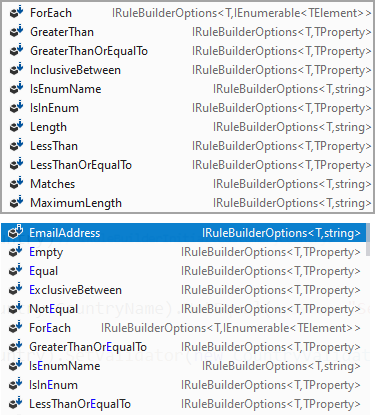 ForEach IRuleBuilderOptions<T,IEnumerable<TElement>>
GreaterThan IRuleBuilderOptions<T,TProperty>
GreaterThanOrEqualTo IRuleBuilderOptions<T,TProperty>
InclusiveBetween IRuleBuilderOptions<T,TProperty>
IsEnumName IRuleBuilderOptions<T,string>
IsInEnum IRuleBuilderOptions<T,TProperty>
Length IRuleBuilderOptions<T,string>
LessThan IRuleBuilderOptions<T,TProperty>
LessThanOrEqualTo IRuleBuilderOptions<T,TProperty>
Matches IRuleBuilderOptions<T,string>
MaximumLength IRuleBuilderOptions<T,string>
EmailAddress IRuleBuilderOptions<T,string>
Empty IRuleBuilderOptions<T,TProperty>
Equal IRuleBuilderOptions<T,TProperty>
ExclusiveBetween IRuleBuilderOptions<T,TProperty>
NotEqual IRuleBuilderOptions<T,TProperty>
ForEach IRuleBuilderOptions<T,IEnumerable<TElement>>
GreaterThanOrEqualTo IRuleBuilderOptions<T,TProperty>
IsEnumName IRuleBuilderOptions<T,string>
IsInEnum IRuleBuilderOptions<T,TProperty>
LessThanOrEqualTo IRuleBuilderOptions<T,TProperty>